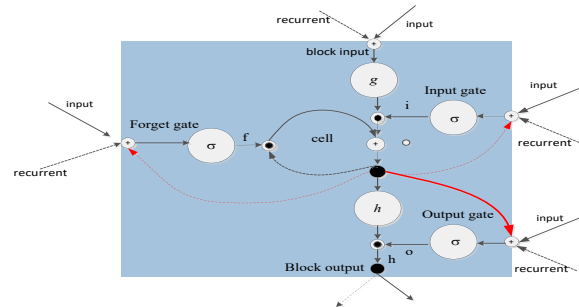 recurrent
input
block input
g
input
Input gate
i
σ
recurrent
input
Forget gate
f
σ
cell
recurrent
h
Output gate
input
σ
o
h
Block output
recurrent